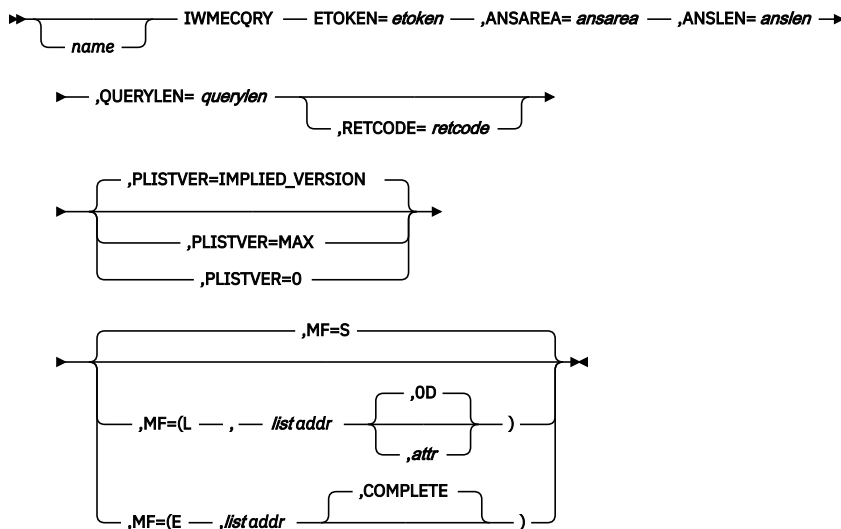 IWMECQRY ETOKEN= etoken ,ANSAREA= ansarea ,ANSLEN= anslen
name
,QUERYLEN= querylen
,RETCODE= retcode
,PLISTVER=IMPLIED_VERSION
,PLISTVER=MAX
,PLISTVER=0
,MF=S
,0D
,MF=(L , list addr )
,attr
,COMPLETE
,MF=(E ,list addr )